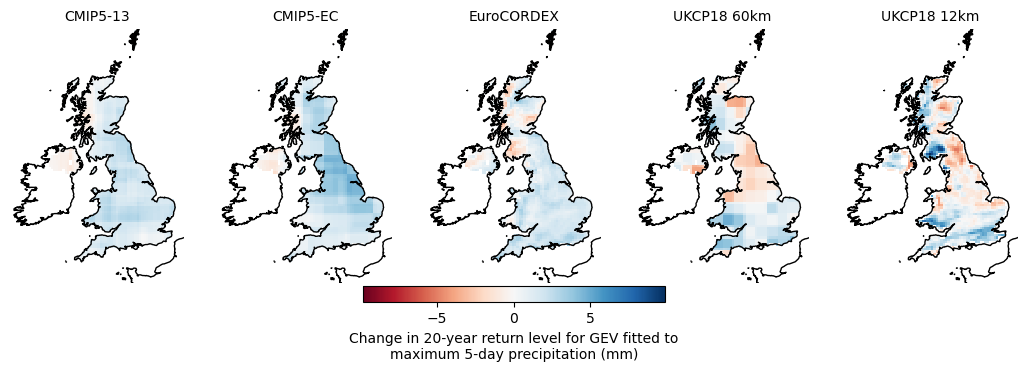 CMIP5-13
CMIP5-EC
EuroCORDEX
UKCP18 60km
UKCP18 12km
−5
0
5
Change in 20-year return level for GEV fitted to
maximum 5-day precipitation (mm)